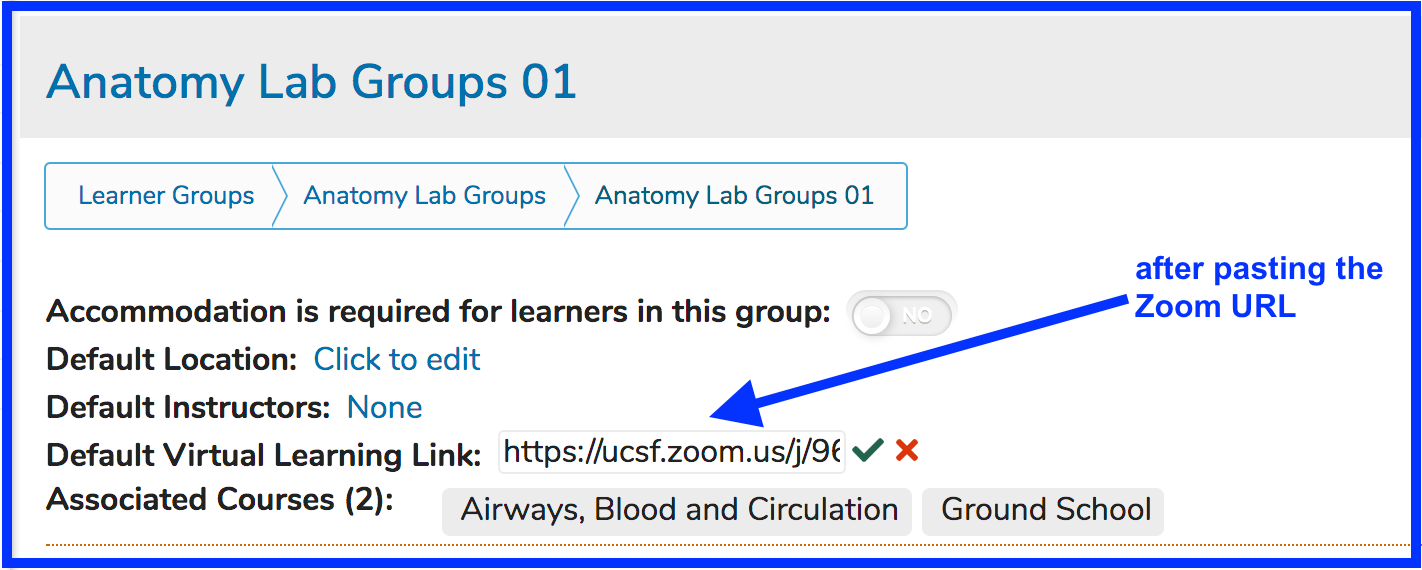 Anatomy Lab Groups 01
Learner Groups Anatomy Lab Groups Anatomy Lab Groups 01
after pasting the
Zoom URL
Accommodation is required for learners in this group: NO
Default Location: Click to edit
Default Instructors: None
Default Virtual Learning Link: https://ucsf.zoom.us/j/96
Associated Courses (2): Airways, Blood and Circulation Ground School